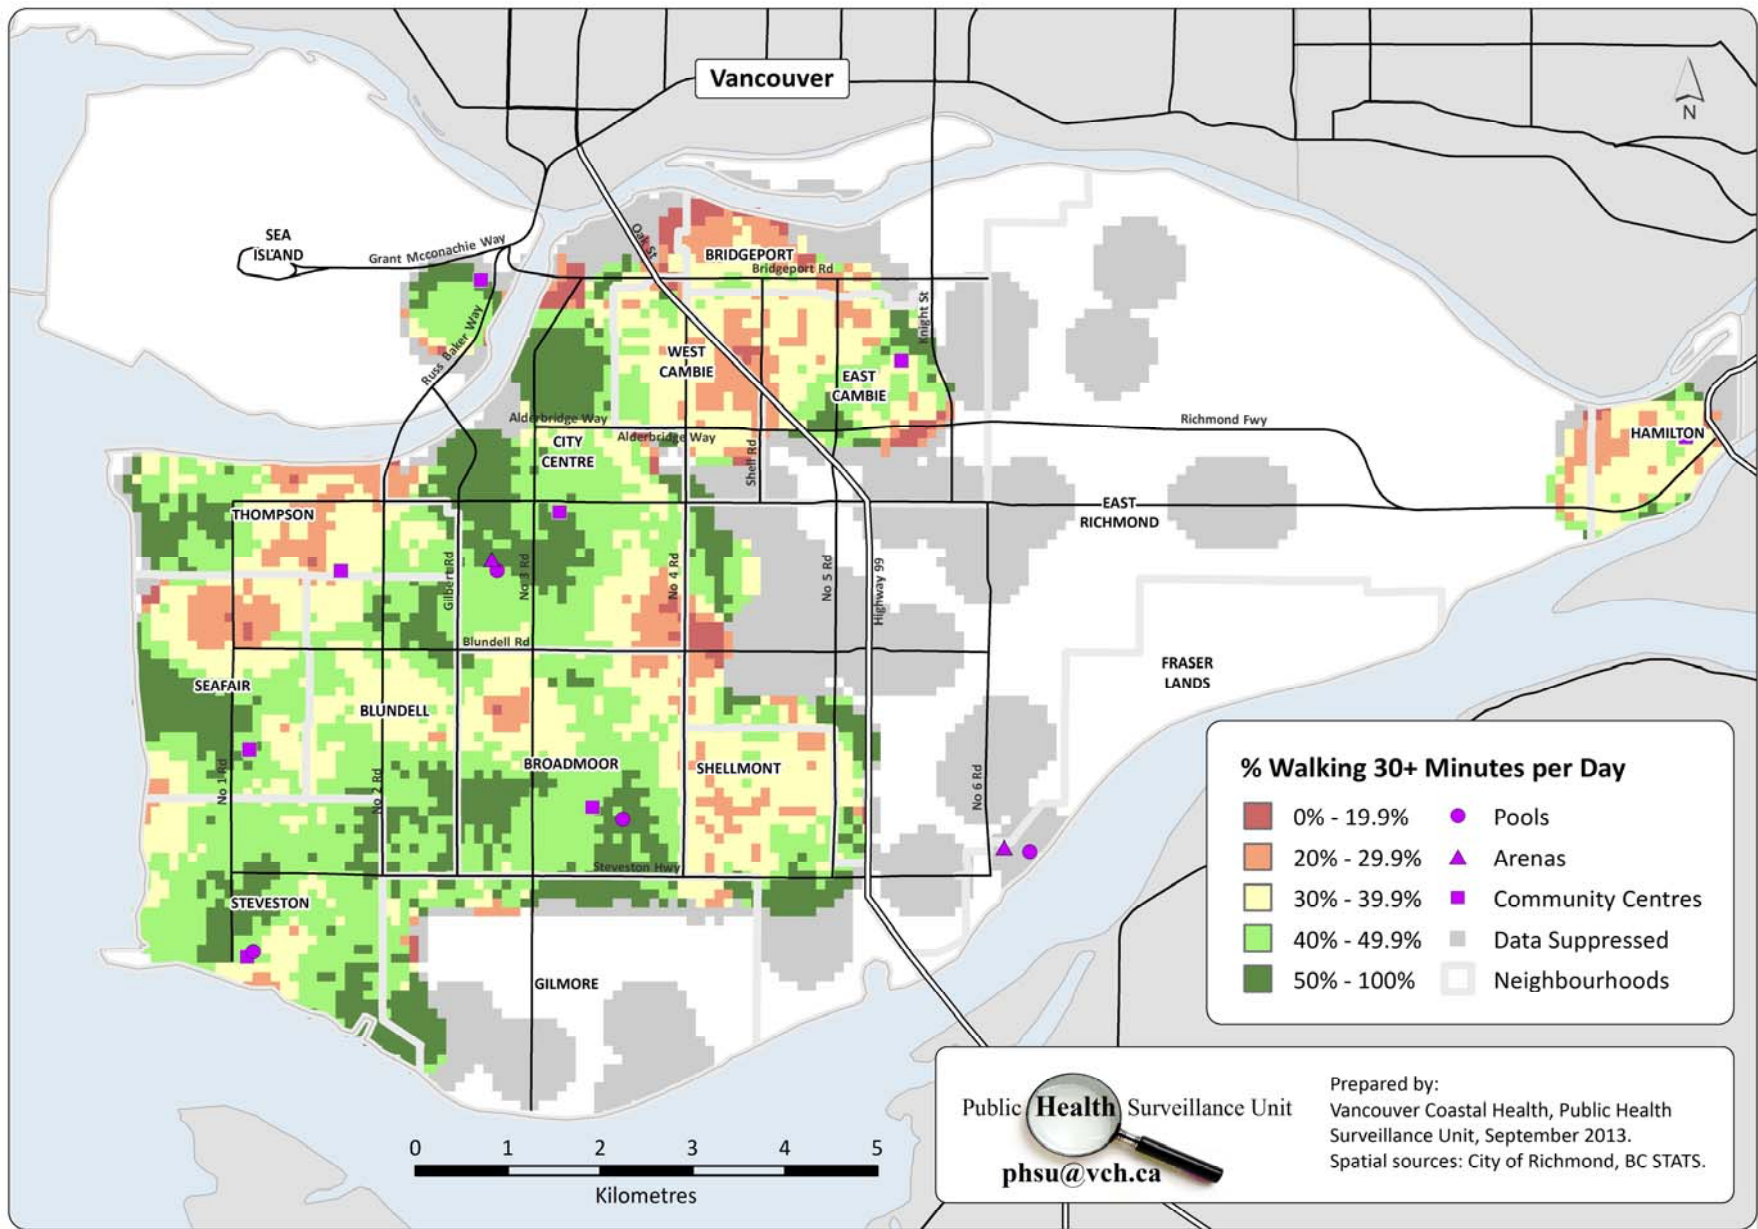 Vancouver
N
SEA
ISLAND
Grant Mcconachie Way
Oak St
BRIDGEPORT
Bridgeport Rd
Russ Baker Way
Knight St
WEST
CAMBIE
EAST
CAMBIE
Alderbridge Way
Alderbridge Way
Richmond Fwy
CITY
CENTRE
Shell Rd
HAMILTON
THOMPSON
EAST
RICHMOND
Gilbert Rd
No 3 Rd
No 4 Rd
No 5 Rd
Highway 99
Blundell Rd
SEAFAIR
BLUNDELL
FRASER
LANDS
No 1 Rd
No 2 Rd
BROADMOOR
SHELLMONT
No 6 Rd
Steveston Hwy
STEVESTON
GILMORE
% Walking 30+ Minutes per Day
0% - 19.9%
Pools
20% - 29.9%
Arenas
30% - 39.9%
Community Centres
40% - 49.9%
Data Suppressed
50% - 100%
Neighbourhoods
0 1 2 3 4 5
Kilometres
Public Health Surveillance Unit
phsu@vch.ca
Prepared by:
Vancouver Coastal Health, Public Health
Surveillance Unit, September 2013.
Spatial sources: City of Richmond, BC STATS.